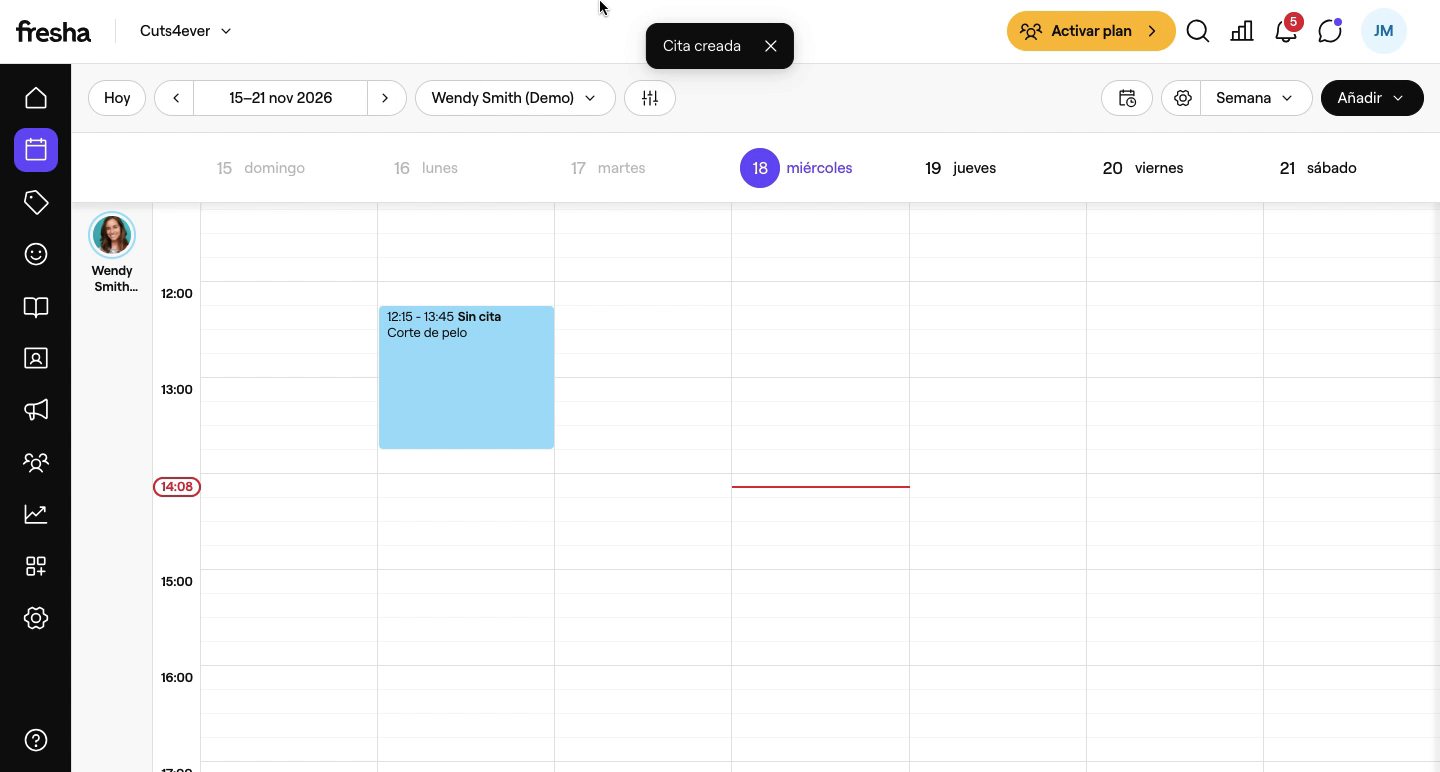 fresha
Cuts4ever
Cita creada
Activar plan
5
JM
Hoy
15–21 nov 2026
Wendy Smith (Demo)
Semana
Añadir
15 domingo
16 lunes
17 martes
18 miércoles
19 jueves
20 viernes
21 sábado
Wendy
Smith...
12:00
12:15 - 13:45 Sin cita
Corte de pelo
13:00
14:08
15:00
16:00
17:00